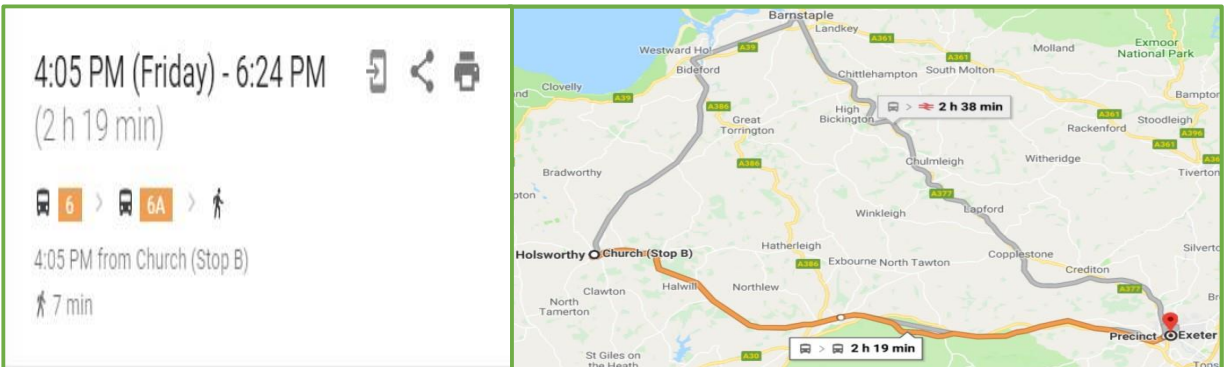 4:05 PM (Friday) - 6:24 PM
(2 h 19 min)
6 > 6A >
4:05 PM from Church (Stop B)
7 min
Barnstaple
Landkey
A361
Westward Ho!
A39
Molland
Exmoor
National Park
A361
Bideford
Chittlehampton
South Molton
Clovelly
A39
Bampton
A386
High
Bickington
> 2 h 38 min
A361
Stoodleigh
Great
Torrington
Rackenford
A396
A361
A386
Chulmleigh
Witheridge
Bradworthy
Tiverton
A377
Winkleigh
Lapford
Hatherleigh
Holsworthy
Church (Stop B)
A386
Exbourne
North Tawton
Copplestone
Silverto
Crediton
Clawton
Halwill
Northlew
A377
North
Tamerton
Precinct
Exeter
> 2 h 19 min
St Giles on
the Heath
A30